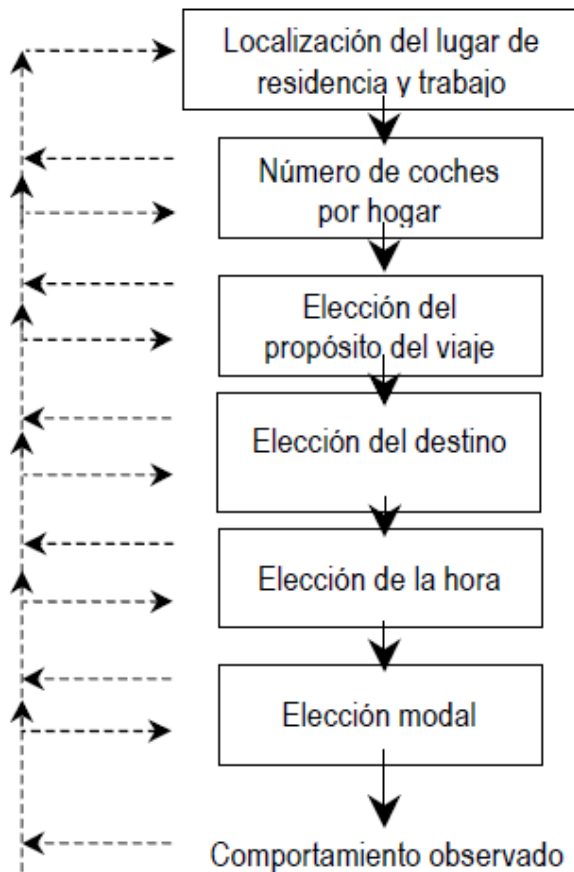 Localización del lugar de
residencia y trabajo
Número de coches
por hogar
Elección del
propósito del viaje
Elección del destino
Elección de la hora
Elección modal
Comportamiento observado